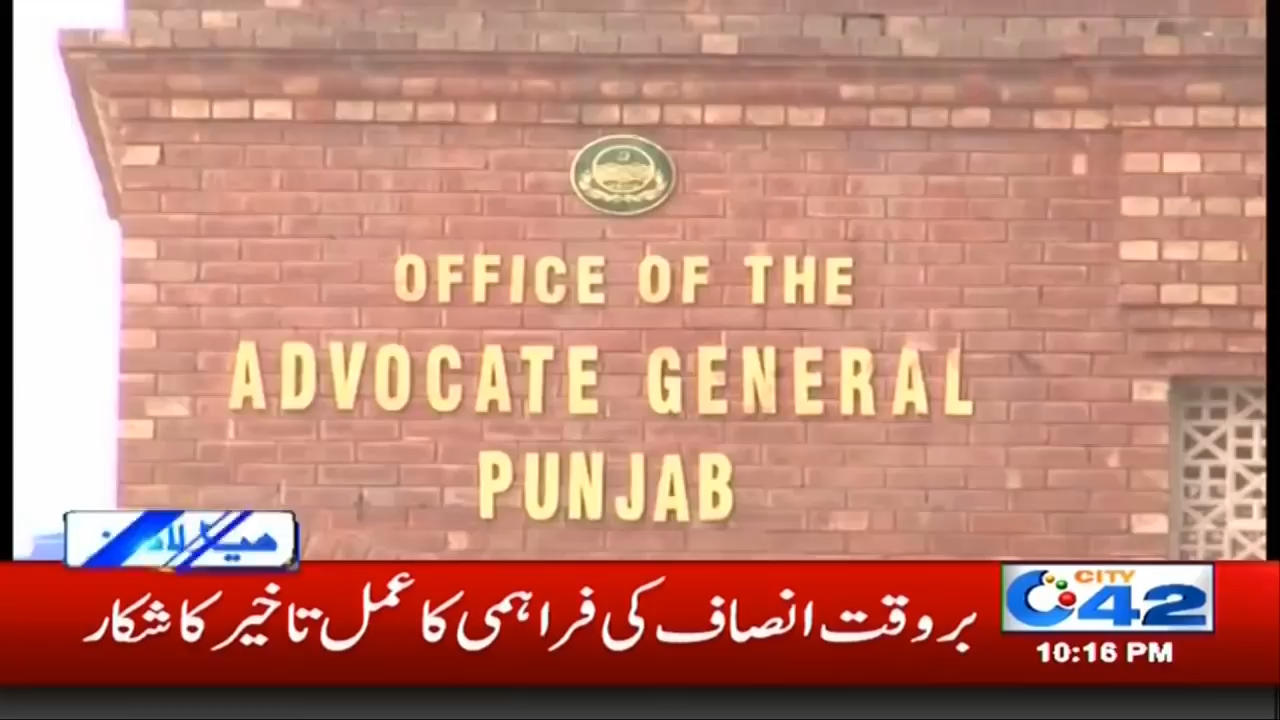 OFFICE OF THE
ADVOCATE GENERAL
PUNJAB
بروقت انصاف کی فراہمی کا عمل تاخیر کا شکار
CITY
42
10:16 PM